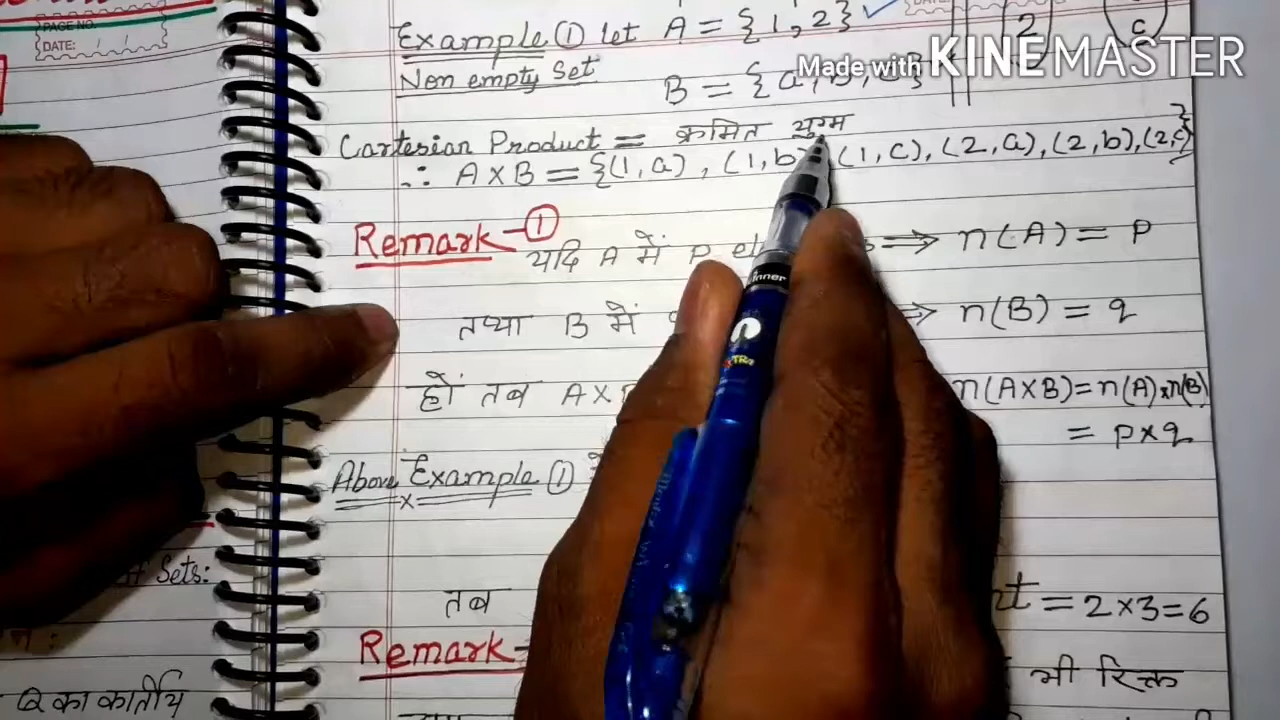 PAGE NO.
DATE:
Example ① let A = {1, 2}
Non empty Set
B = {a, b, c}
2
c
Made with KINEMASTER
Cartesian Product = क्रमित युग्म
∴ A×B = {(1,a), (1,b) (1,c), (2,a), (2,b), (2,c)}
Remark-①
यदि A में P ⇒ n(A) = P
तथा B में ⇒ n(B) = q
हों तब A× n(A×B) = n(A)×n(B)
= p×q
Above Example ①
Sets:
तब = 2×3=6
Remark- भी रिक्त
का कार्तीय